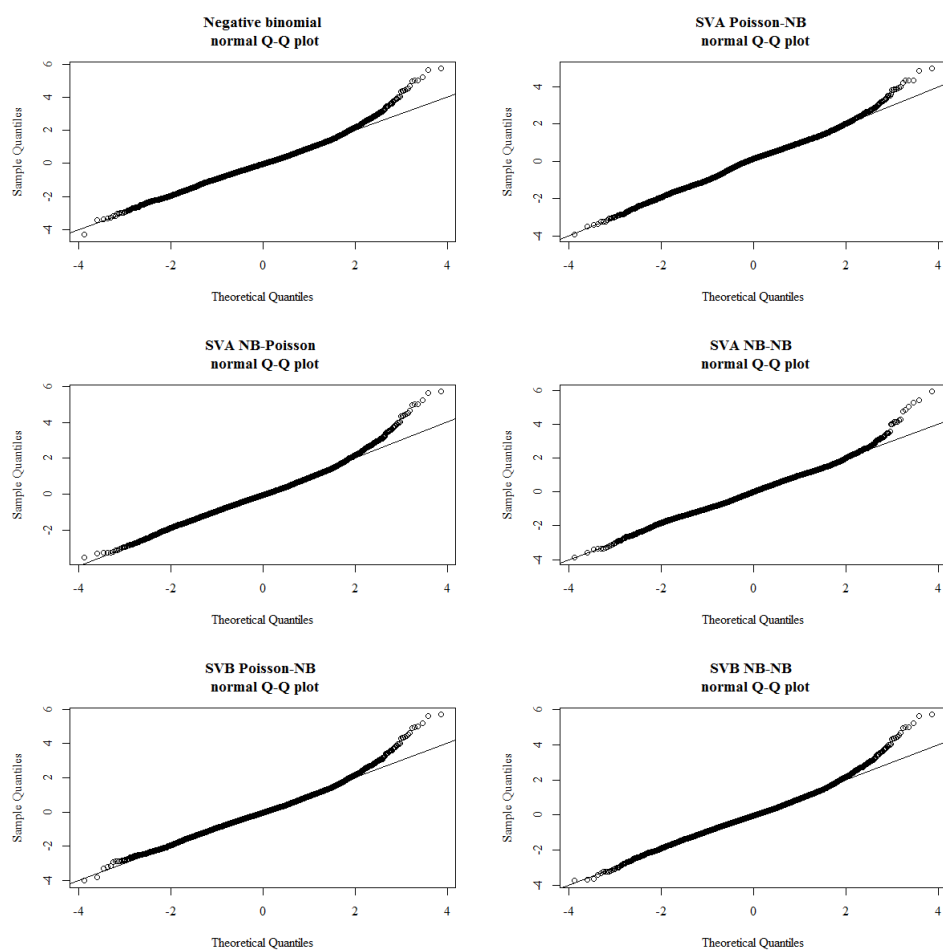 Negative binomial
normal Q-Q plot
Sample Quantiles
6
4
2
0
-2
-4
-4 -2 0 2 4
Theoretical Quantiles
SVA Poisson-NB
normal Q-Q plot
Sample Quantiles
4
2
0
-2
-4
-4 -2 0 2 4
Theoretical Quantiles
SVA NB-Poisson
normal Q-Q plot
Sample Quantiles
6
4
2
0
-2
-4 -2 0 2 4
Theoretical Quantiles
SVA NB-NB
normal Q-Q plot
Sample Quantiles
6
4
2
0
-2
-4
-4 -2 0 2 4
Theoretical Quantiles
SVB Poisson-NB
normal Q-Q plot
Sample Quantiles
6
4
2
0
-2
-4
-4 -2 0 2 4
Theoretical Quantiles
SVB NB-NB
normal Q-Q plot
Sample Quantiles
6
4
2
0
-2
-4
-4 -2 0 2 4
Theoretical Quantiles